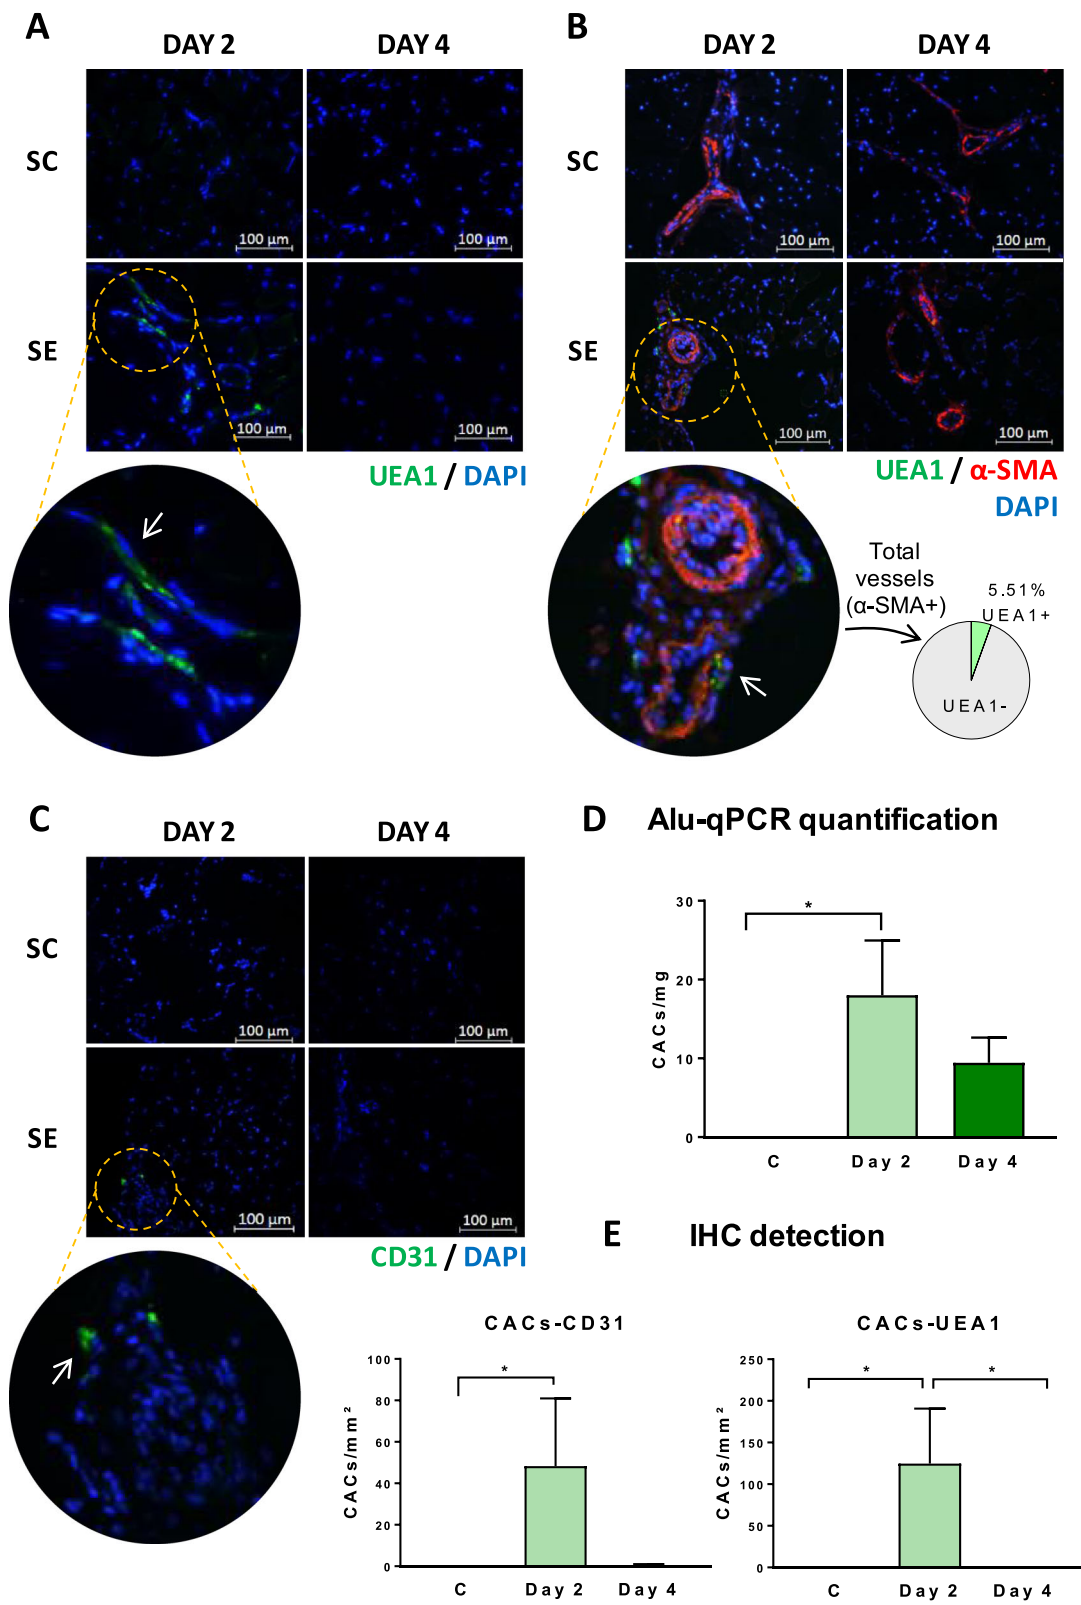 A
DAY 2
DAY 4
SC
100 µm
100 µm
SE
100 µm
100 µm
UEA1 / DAPI
B
DAY 2
DAY 4
SC
100 µm
100 µm
SE
100 µm
100 µm
UEA1 / α-SMA
DAPI
Total
vessels
(α-SMA+)
5.51%
UEA1+
UEA1-
C
DAY 2
DAY 4
SC
100 µm
100 µm
SE
100 µm
100 µm
CD31 / DAPI
D Alu-qPCR quantification
CACs/mg
30
20
10
0
*
C Day 2 Day 4
E IHC detection
CACs-CD31
CACs/mm²
100
80
60
40
20
0
*
C Day 2 Day 4
CACs-UEA1
CACs/mm²
250
200
150
100
50
0
* *
C Day 2 Day 4